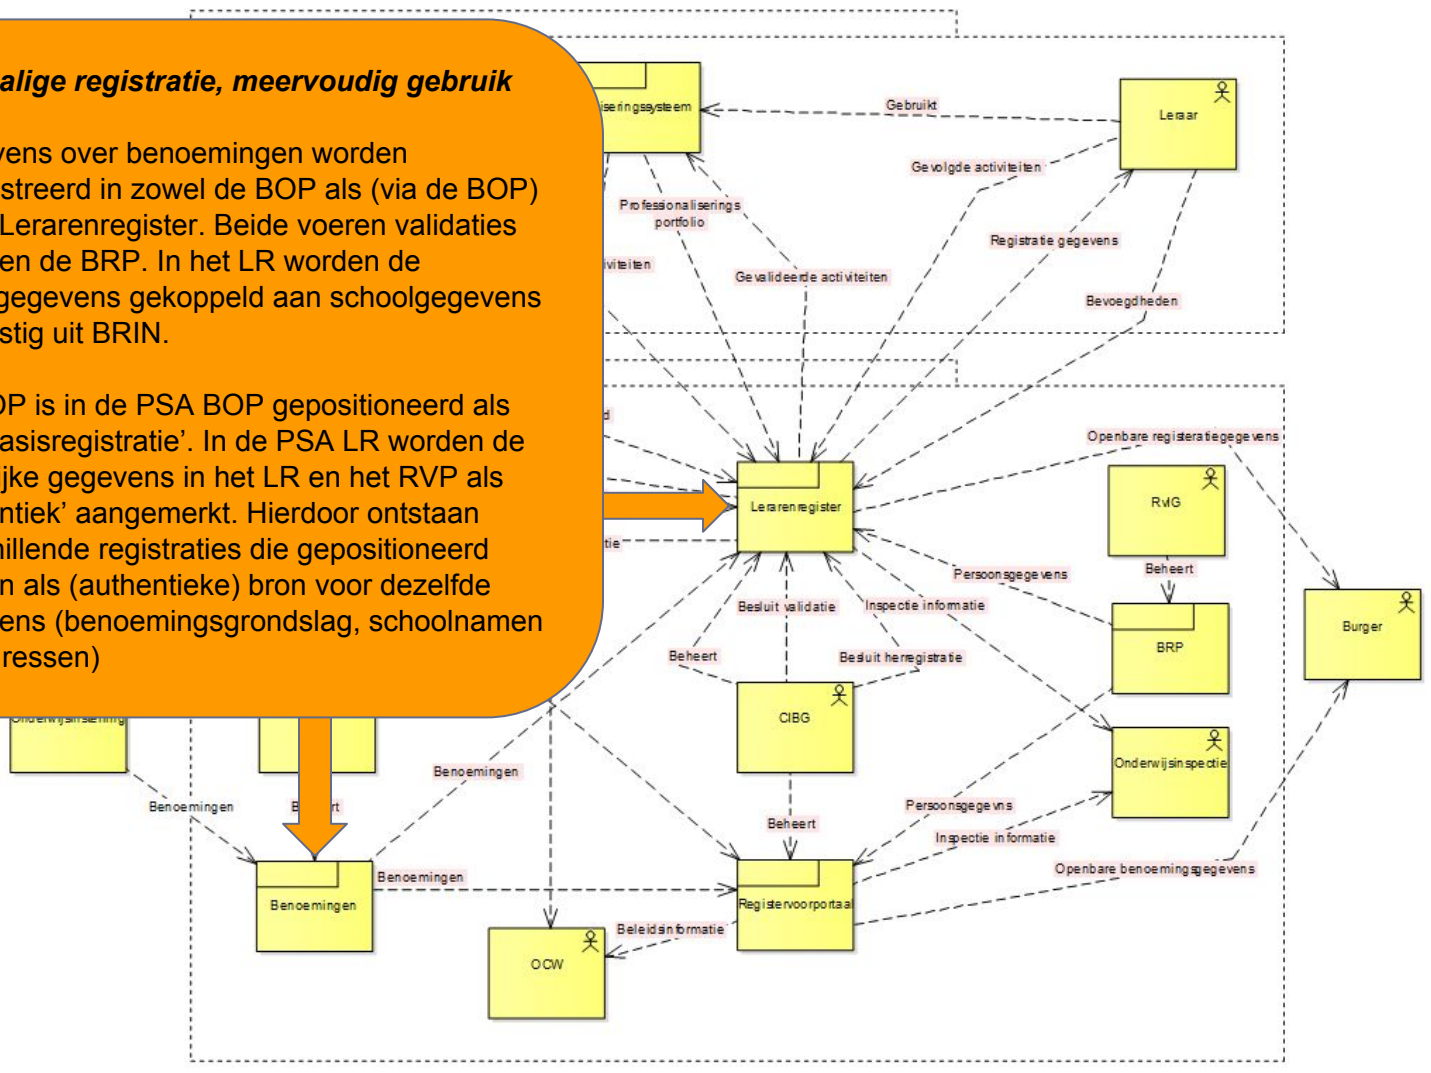 alige registratie, meervoudig gebruik
vens over benoemingen worden
streerd in zowel de BOP als (via de BOP)
Lerarenregister. Beide voeren validaties
en de BRP. In het LR worden de
gegevens gekoppeld aan schoolgegevens
stig uit BRIN.
OP is in de PSA BOP gepositioneerd als
asisregistratie’. In de PSA LR worden de
ijke gegevens in het LR en het RVP als
ntiek’ aangemerkt. Hierdoor ontstaan
hillende registraties die gepositioneerd
n als (authentieke) bron voor dezelfde
ens (benoemingsgrondslag, schoolnamen
ressen)
iseringssysteem
Gebruikt
Leraar
Gevolgde activiteiten
Professionaliserings
portfolio
Registratie gegevens
iviteiten
Gevalideerde activiteiten
Bevoegdheden
d
Openbare registeratiegegevens
Lerarenregister
RvIG
tie
Persoonsgegevens
Beheert
Besluit validatie
Inspectie informatie
Burger
BRP
Beheert
Besluit herregistratie
CIBG
Onderwijsinstelling
Onderwijsinspectie
Benoemingen
Benoemingen
B rt
Persoonsgegevns
Beheert
Inspectie informatie
Openbare benoemingsgegevens
Benoemingen
Benoemingen
Registervoorportaal
Beleidsinformatie
OCW